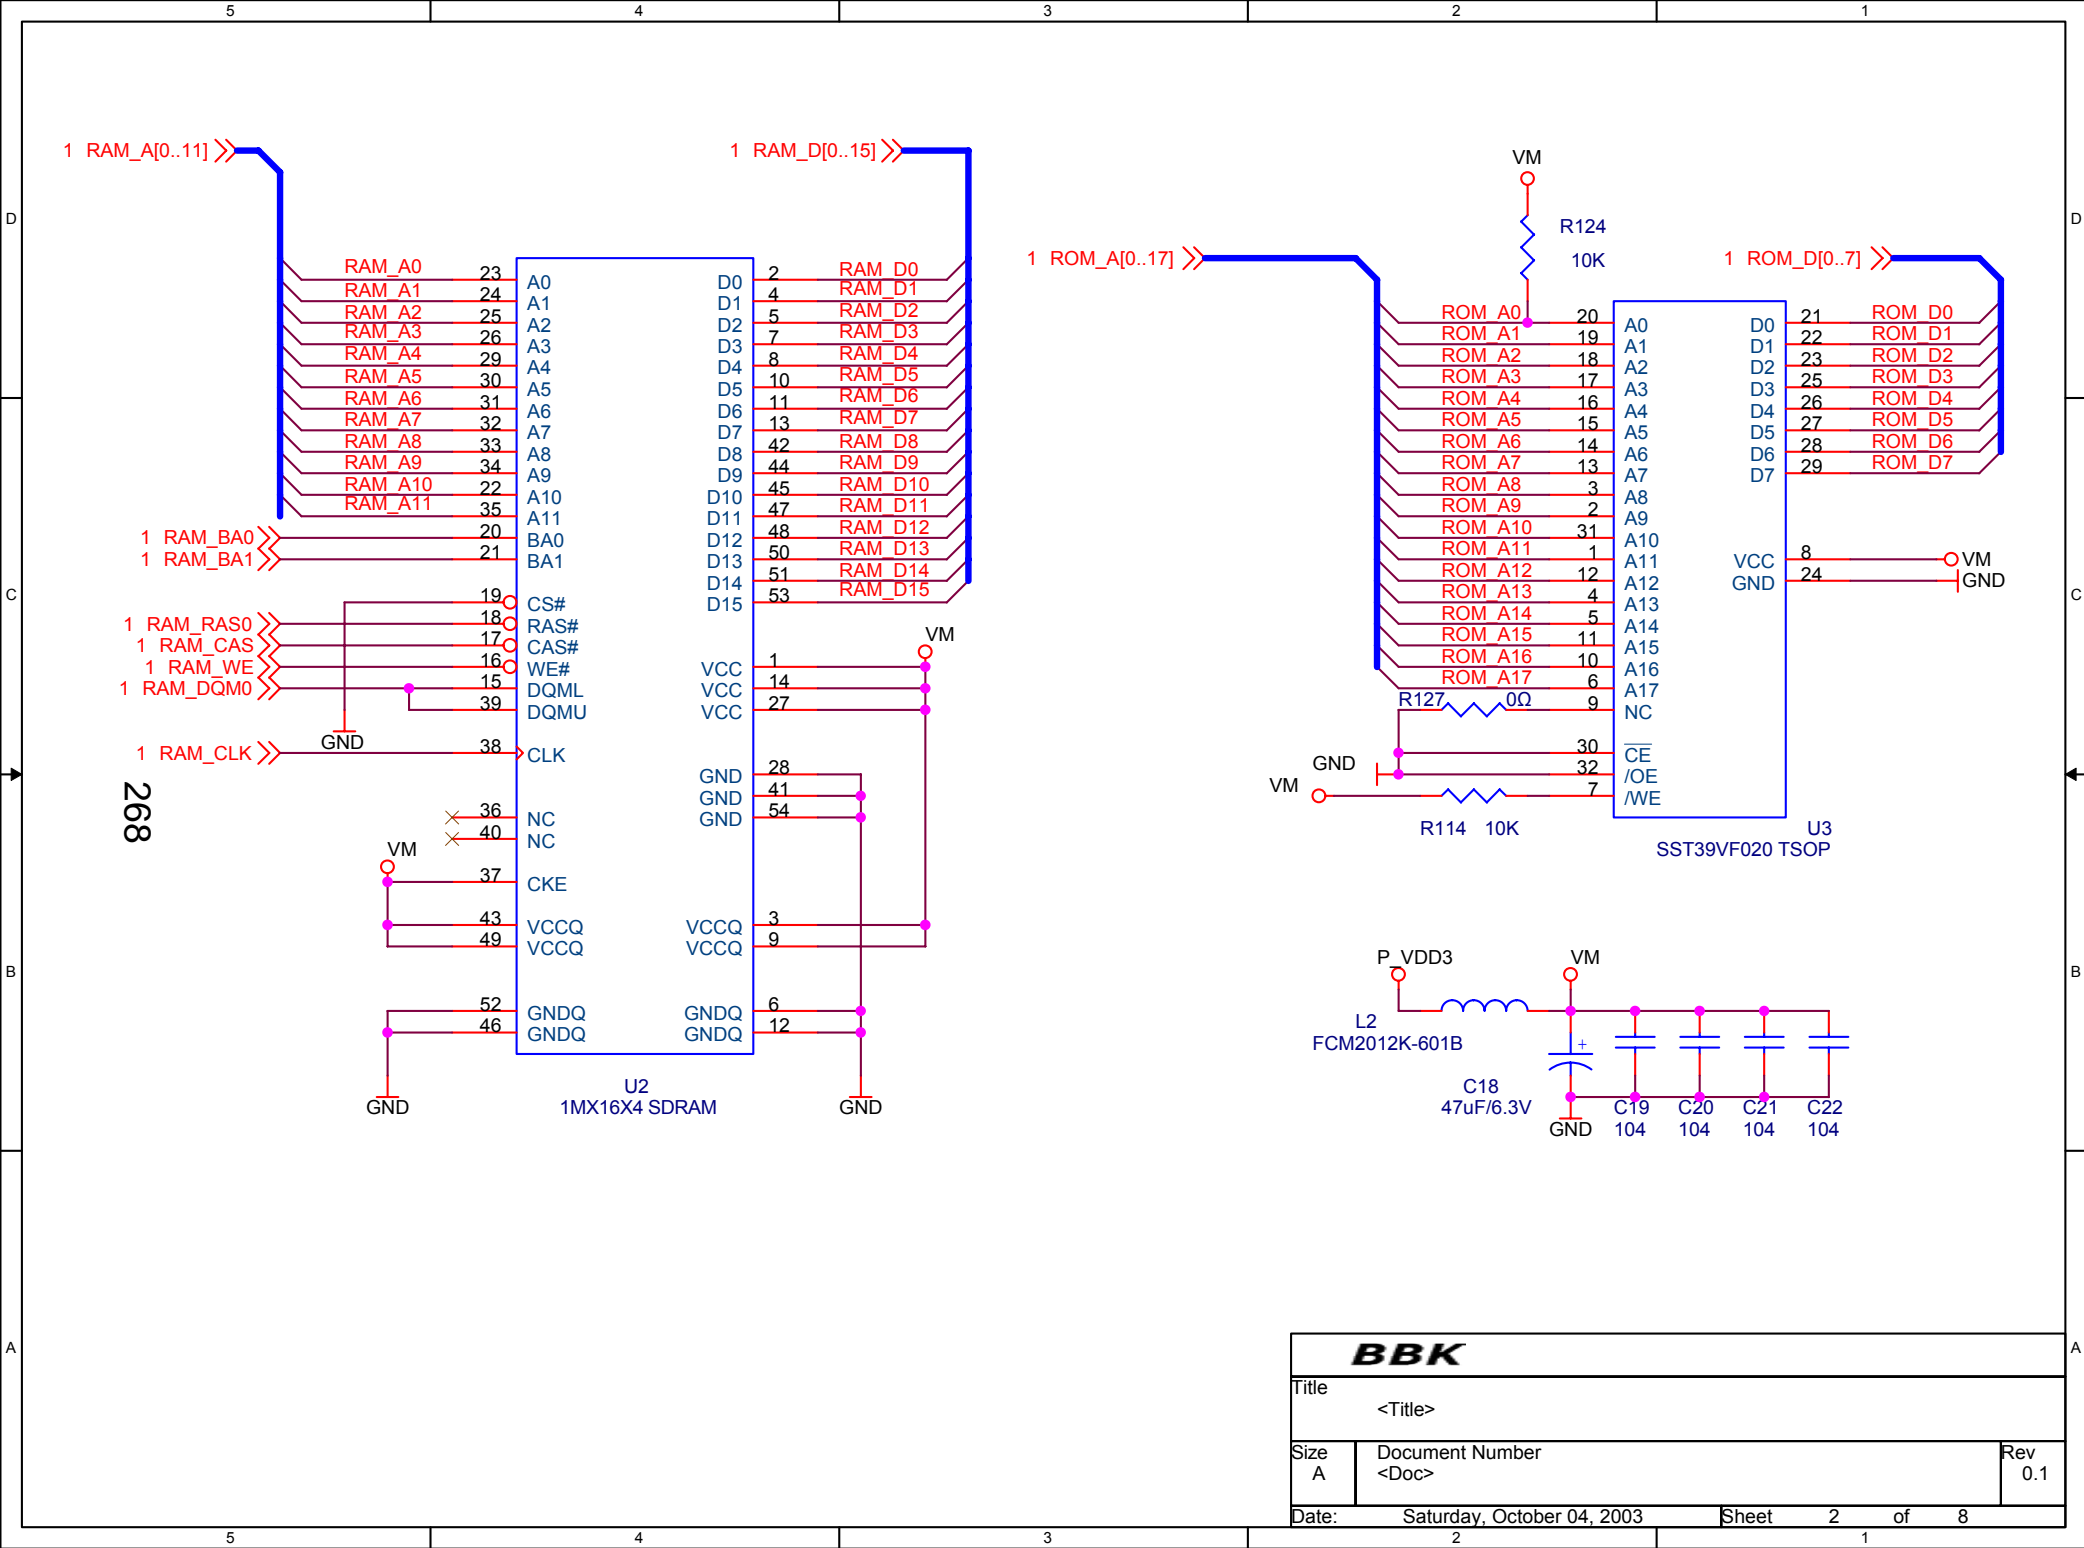 5 4 3 2 1
D
C
B
A
1 RAM_A[0..11]
RAM_A0 23 A0
RAM_A1 24 A1
RAM_A2 25 A2
RAM_A3 26 A3
RAM_A4 29 A4
RAM_A5 30 A5
RAM_A6 31 A6
RAM_A7 32 A7
RAM_A8 33 A8
RAM_A9 34 A9
RAM_A10 22 A10
RAM_A11 35 A11
1 RAM_BA0 20 BA0
1 RAM_BA1 21 BA1
19 CS#
1 RAM_RAS0 18 RAS#
1 RAM_CAS 17 CAS#
1 RAM_WE 16 WE#
1 RAM_DQM0 15 DQML
39 DQMU
GND
1 RAM_CLK 38 CLK
268
36 NC
40 NC
VM
37 CKE
43 VCCQ
49 VCCQ
52 GNDQ
46 GNDQ
GND
1 RAM_D[0..15]
D0 2 RAM_D0
D1 4 RAM_D1
D2 5 RAM_D2
D3 7 RAM_D3
D4 8 RAM_D4
D5 10 RAM_D5
D6 11 RAM_D6
D7 13 RAM_D7
D8 42 RAM_D8
D9 44 RAM_D9
D10 45 RAM_D10
D11 47 RAM_D11
D12 48 RAM_D12
D13 50 RAM_D13
D14 51 RAM_D14
D15 53 RAM_D15
VM
VCC 1
VCC 14
VCC 27
GND 28
GND 41
GND 54
VCCQ 3
VCCQ 9
GNDQ 6
GNDQ 12
GND
U2
1MX16X4 SDRAM
VM
R124
10K
1 ROM_A[0..17]
ROM_A0 20 A0
ROM_A1 19 A1
ROM_A2 18 A2
ROM_A3 17 A3
ROM_A4 16 A4
ROM_A5 15 A5
ROM_A6 14 A6
ROM_A7 13 A7
ROM_A8 3 A8
ROM_A9 2 A9
ROM_A10 31 A10
ROM_A11 1 A11
ROM_A12 12 A12
ROM_A13 4 A13
ROM_A14 5 A14
ROM_A15 11 A15
ROM_A16 10 A16
ROM_A17 6 A17
R127 0Ω 9 NC
30 CE
GND 32 /OE
VM 7 /WE
R114 10K
1 ROM_D[0..7]
D0 21 ROM_D0
D1 22 ROM_D1
D2 23 ROM_D2
D3 25 ROM_D3
D4 26 ROM_D4
D5 27 ROM_D5
D6 28 ROM_D6
D7 29 ROM_D7
VCC 8 VM
GND 24 GND
U3
SST39VF020 TSOP
P_VDD3 VM
L2
FCM2012K-601B
+
C18
47uF/6.3V
GND
C19 C20 C21 C22
104 104 104 104
D
C
B
A
BBK
Title
<Title>
Size Document Number Rev
A <Doc> 0.1
Date: Saturday, October 04, 2003 Sheet 2 of 8
5 4 3 2 1